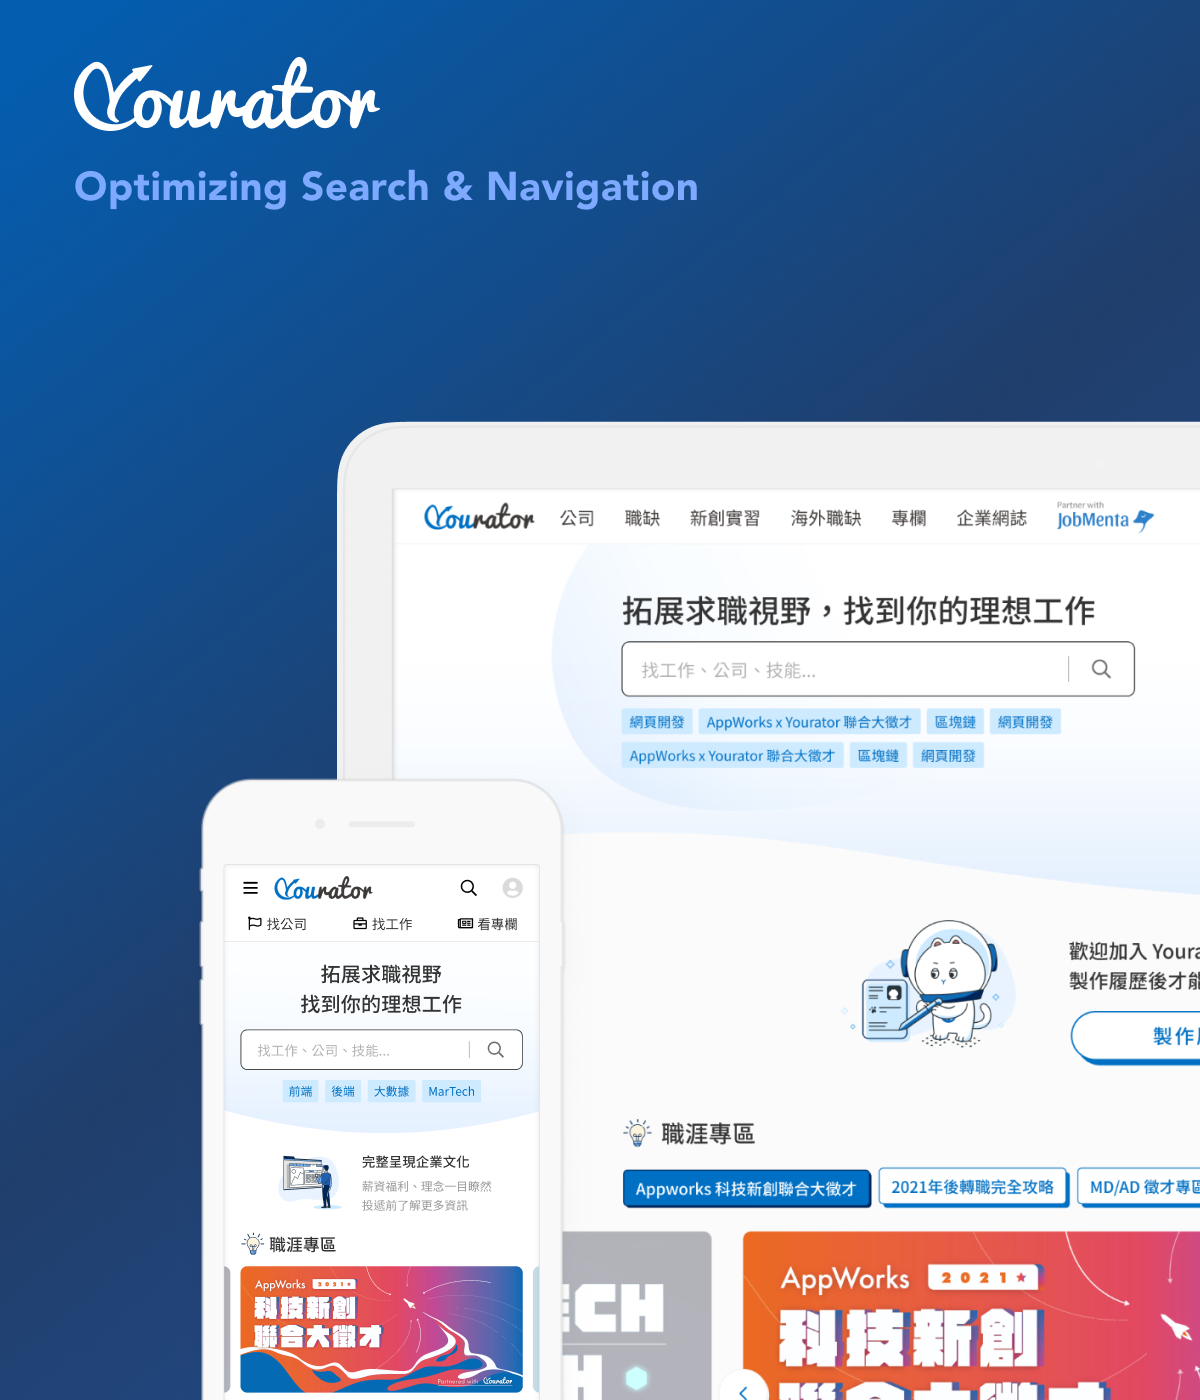 Yourator
Optimizing Search & Navigation
Yourator 公司 職缺 新創實習 海外職缺 專欄 企業網誌 Partner with JobMenta
拓展求職視野，找到你的理想工作
找工作、公司、技能...
網頁開發 AppWorks x Yourator 聯合大徵才 區塊鏈 網頁開發
AppWorks x Yourator 聯合大徵才 區塊鏈 網頁開發
歡迎加入 Youra
製作履歷後才能
製作
職涯專區
Appworks 科技新創聯合大徵才 2021年後轉職完全攻略 MD/AD 徵才專區
ECH
H
AppWorks 2021
科技新創
聯合大徵才
Yourator
找公司 找工作 看專欄
拓展求職視野
找到你的理想工作
找工作、公司、技能...
前端 後端 大數據 MarTech
完整呈現企業文化
薪資福利、理念一目瞭然
投遞前了解更多資訊
職涯專區
AppWorks 2021
科技新創
聯合大徵才
Partnered with Yourator